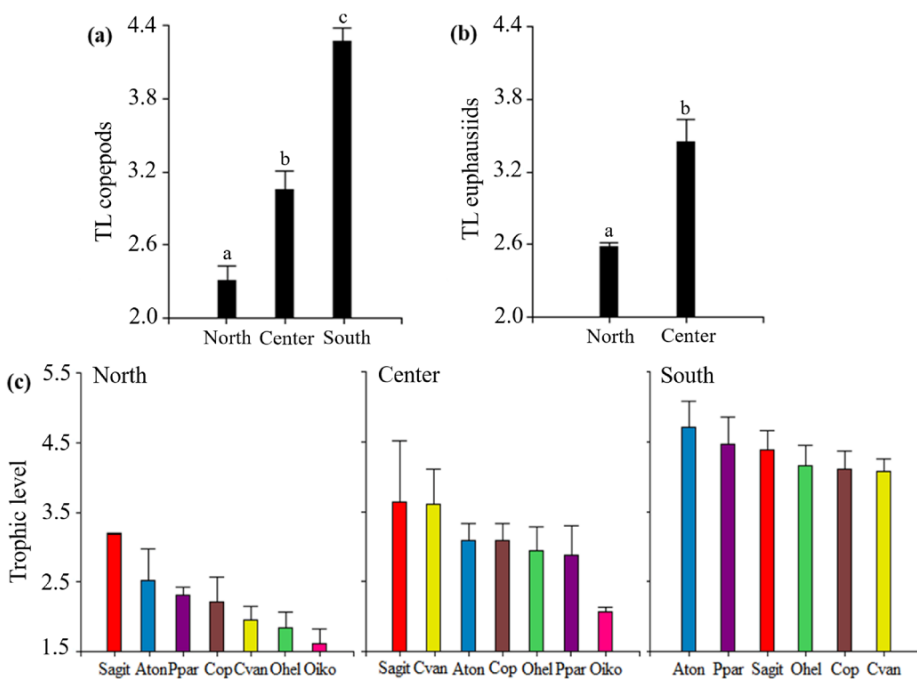 (a)
TL copepods
4.4
3.8
3.2
2.6
2.0
a
b
c
North Center South
(b)
TL euphausiids
4.4
3.8
3.2
2.6
2.0
a
b
North Center
(c)
Trophic level
5.5
4.5
3.5
2.5
1.5
North
Sagit Aton Ppar Cop Cvan Ohel Oiko
Center
Sagit Cvan Aton Cop Ohel Ppar Oiko
South
Aton Ppar Sagit Ohel Cop Cvan